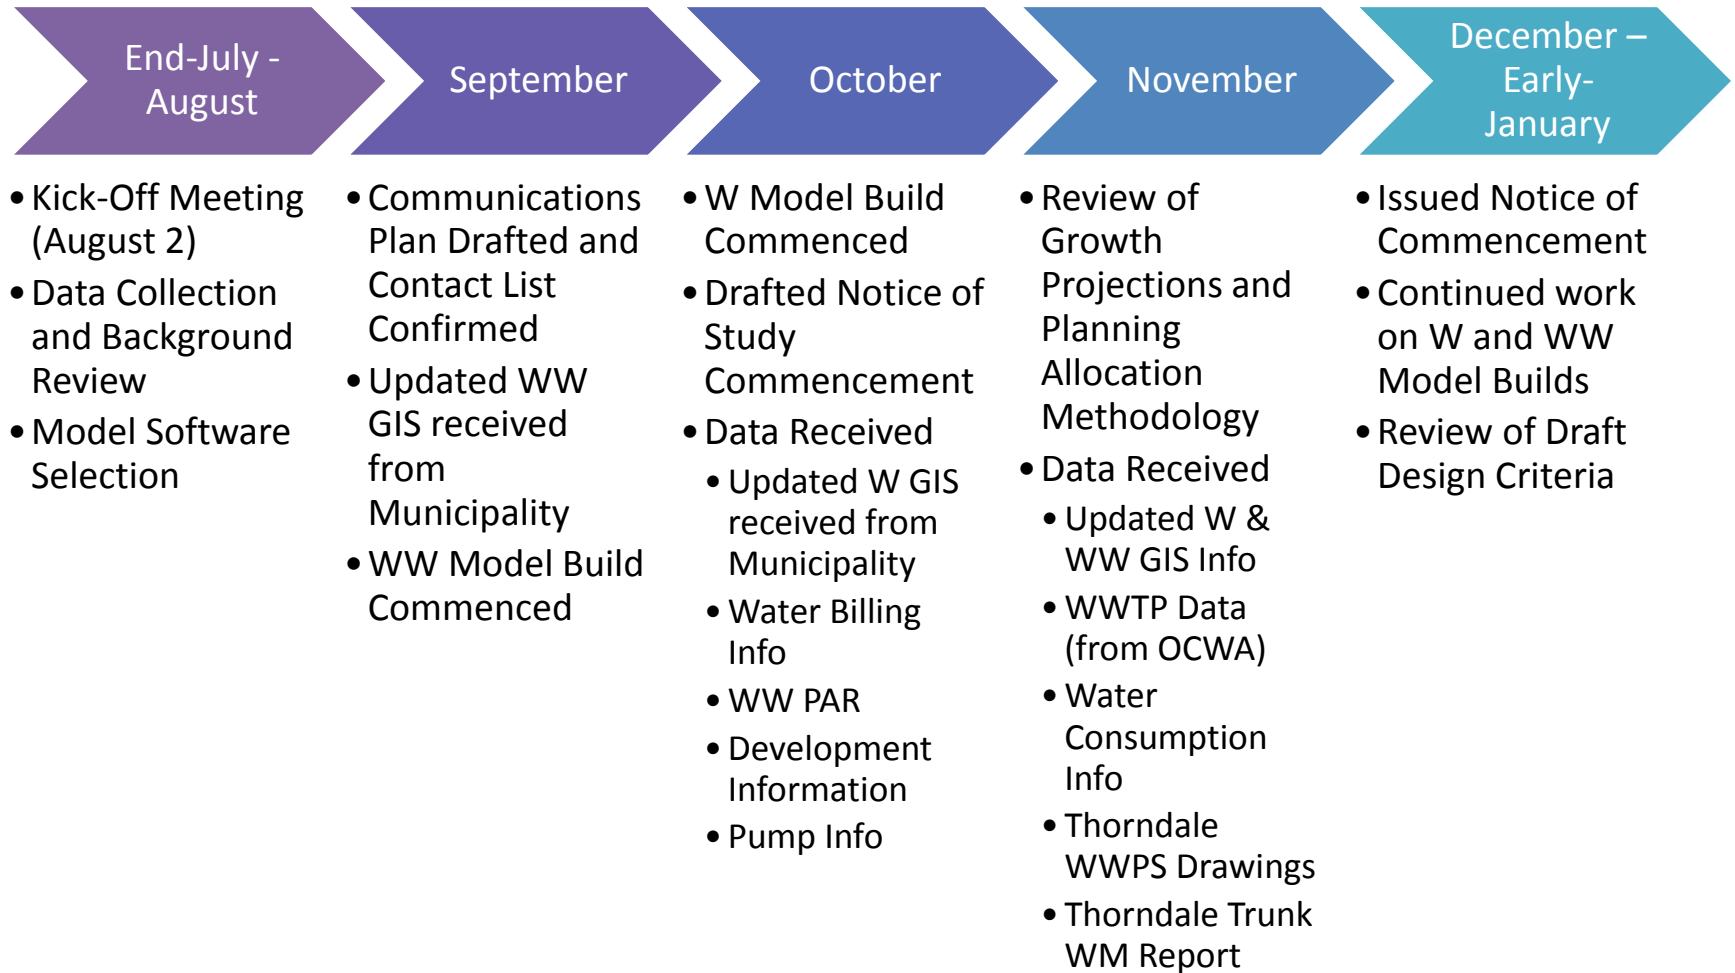 End-July -
August
September
October
November
December –
Early-
January
•Kick-Off Meeting
(August 2)
•Data Collection
and Background
Review
•Model Software
Selection
•Communications
Plan Drafted and
Contact List
Confirmed
•Updated WW
GIS received
from
Municipality
•WW Model Build
Commenced
•W Model Build
Commenced
•Drafted Notice of
Study
Commencement
•Data Received
•Updated W GIS
received from
Municipality
•Water Billing
Info
•WW PAR
•Development
Information
•Pump Info
•Review of
Growth
Projections and
Planning
Allocation
Methodology
•Data Received
•Updated W &
WW GIS Info
•WWTP Data
(from OCWA)
•Water
Consumption
Info
•Thorndale
WWPS Drawings
•Thorndale Trunk
WM Report
•Issued Notice of
Commencement
•Continued work
on W and WW
Model Builds
•Review of Draft
Design Criteria